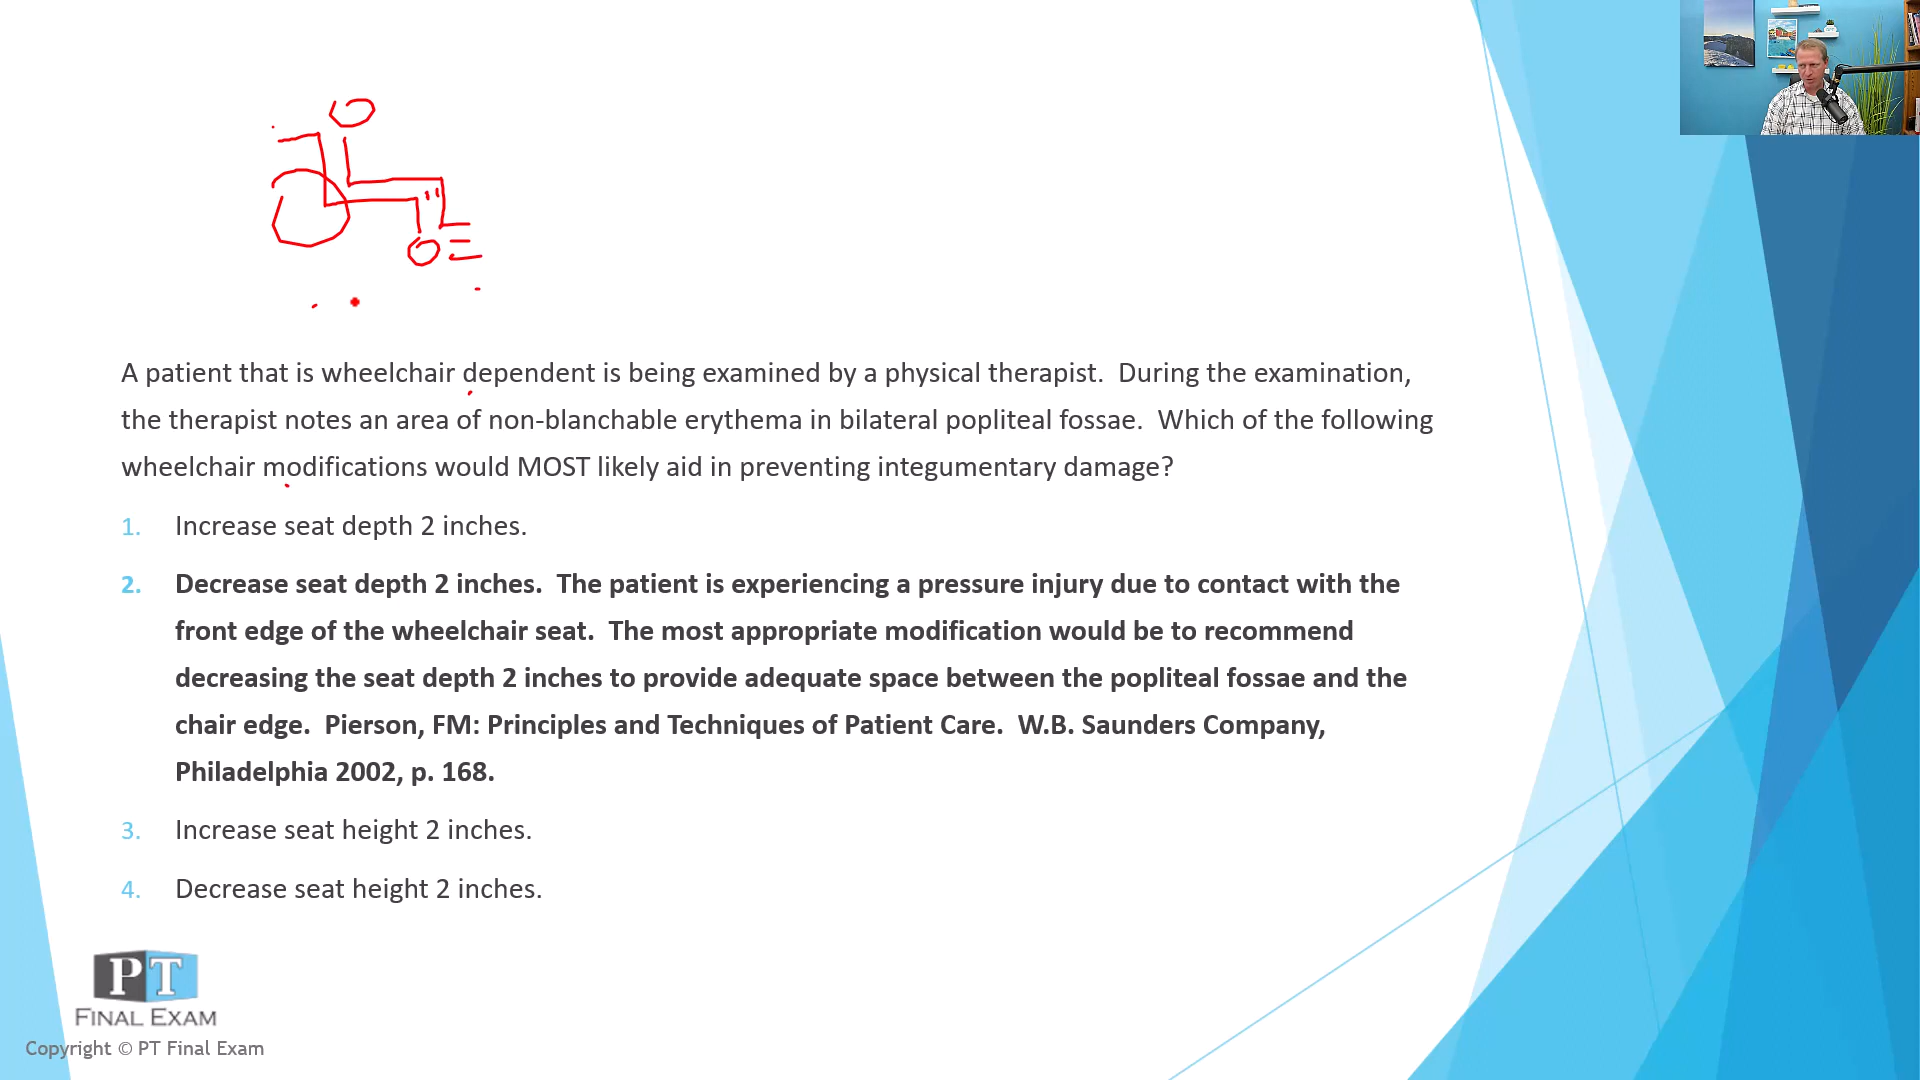 A patient that is wheelchair dependent is being examined by a physical therapist.  During the examination,
the therapist notes an area of non-blanchable erythema in bilateral popliteal fossae.  Which of the following
wheelchair modifications would MOST likely aid in preventing integumentary damage?
1. Increase seat depth 2 inches.
2. Decrease seat depth 2 inches.  The patient is experiencing a pressure injury due to contact with the
front edge of the wheelchair seat.  The most appropriate modification would be to recommend
decreasing the seat depth 2 inches to provide adequate space between the popliteal fossae and the
chair edge.  Pierson, FM: Principles and Techniques of Patient Care.  W.B. Saunders Company,
Philadelphia 2002, p. 168.
3. Increase seat height 2 inches.
4. Decrease seat height 2 inches.
PT
FINAL EXAM
Copyright © PT Final Exam